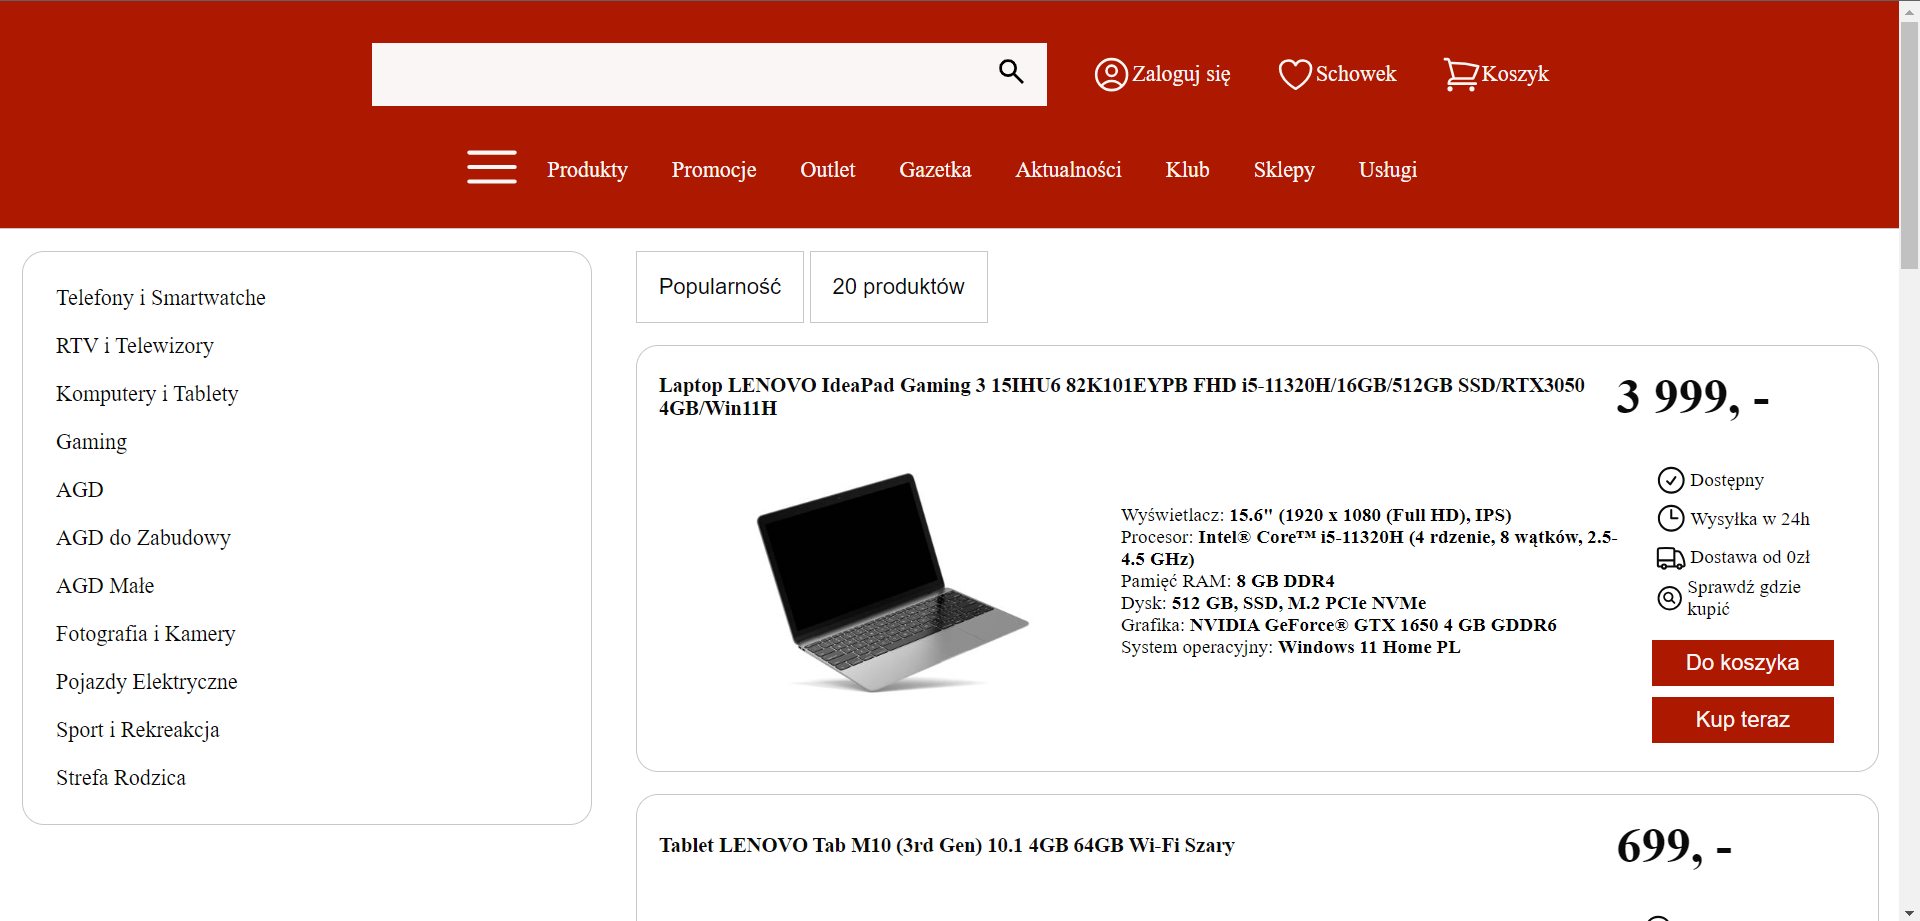 Zaloguj się
Schowek
Koszyk
Produkty
Promocje
Outlet
Gazetka
Aktualności
Klub
Sklepy
Usługi
Telefony i Smartwatche
RTV i Telewizory
Komputery i Tablety
Gaming
AGD
AGD do Zabudowy
AGD Małe
Fotografia i Kamery
Pojazdy Elektryczne
Sport i Rekreakcja
Strefa Rodzica
Popularność
20 produktów
Laptop LENOVO IdeaPad Gaming 3 15IHU6 82K101EYPB FHD i5-11320H/16GB/512GB SSD/RTX3050
4GB/Win11H
3 999, -
Wyświetlacz: 15.6" (1920 x 1080 (Full HD), IPS)
Procesor: Intel® Core™ i5-11320H (4 rdzenie, 8 wątków, 2.5-
4.5 GHz)
Pamięć RAM: 8 GB DDR4
Dysk: 512 GB, SSD, M.2 PCIe NVMe
Grafika: NVIDIA GeForce® GTX 1650 4 GB GDDR6
System operacyjny: Windows 11 Home PL
Dostępny
Wysyłka w 24h
Dostawa od 0zł
Sprawdź gdzie
kupić
Do koszyka
Kup teraz
Tablet LENOVO Tab M10 (3rd Gen) 10.1 4GB 64GB Wi-Fi Szary
699, -